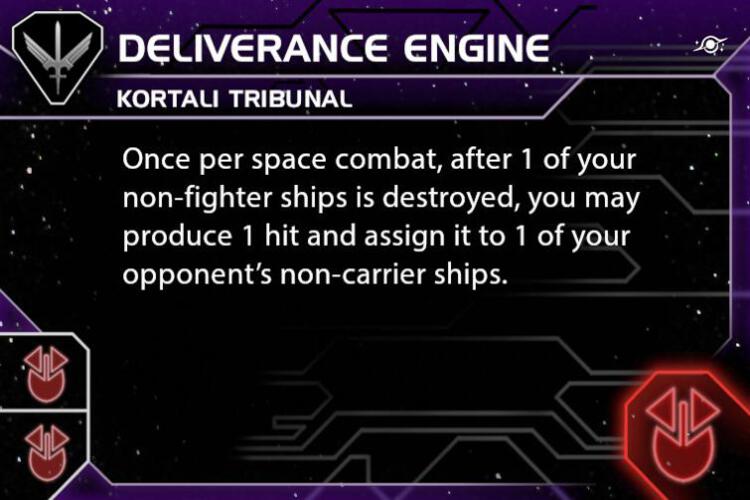 DELIVERANCE ENGINE
KORTALI TRIBUNAL
Once per space combat, after 1 of your
non-fighter ships is destroyed, you may
produce 1 hit and assign it to 1 of your
opponent’s non-carrier ships.